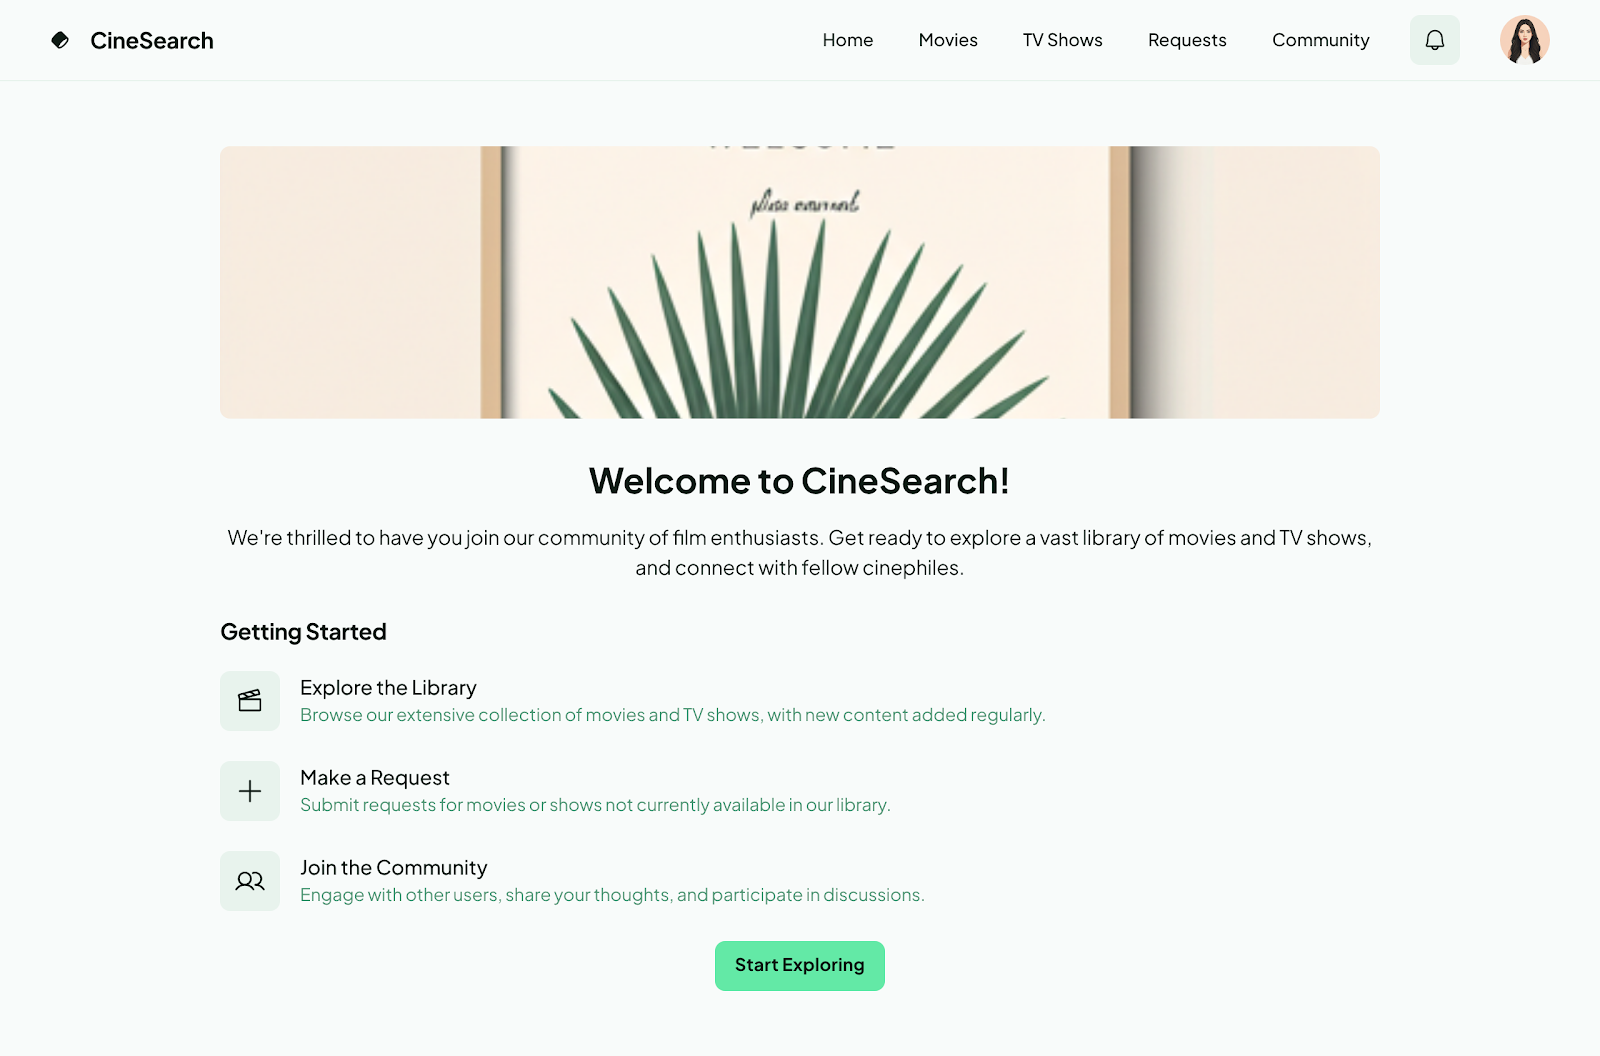 CineSearch
Home
Movies
TV Shows
Requests
Community
WELCOME
Welcome to CineSearch!
We're thrilled to have you join our community of film enthusiasts. Get ready to explore a vast library of movies and TV shows,
and connect with fellow cinephiles.
Getting Started
Explore the Library
Browse our extensive collection of movies and TV shows, with new content added regularly.
Make a Request
Submit requests for movies or shows not currently available in our library.
Join the Community
Engage with other users, share your thoughts, and participate in discussions.
Start Exploring